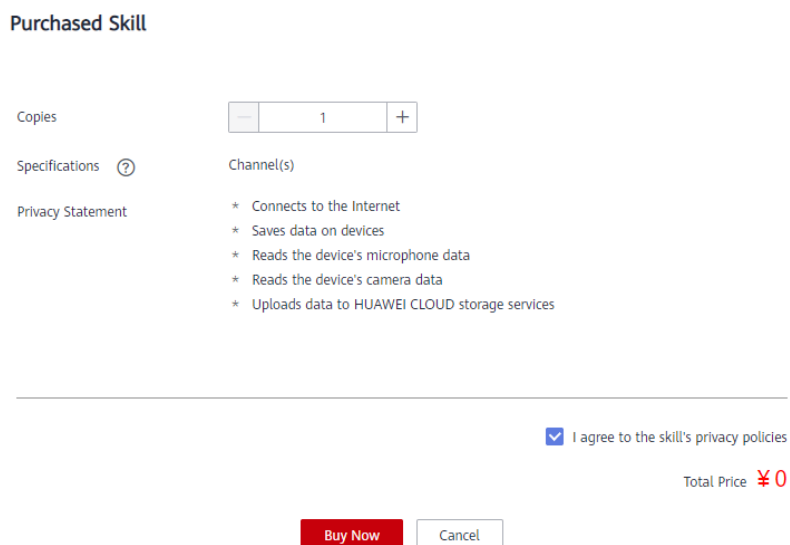 Purchased Skill
Copies 1 +
Specifications ? Channel(s)
Privacy Statement * Connects to the Internet
* Saves data on devices
* Reads the device's microphone data
* Reads the device's camera data
* Uploads data to HUAWEI CLOUD storage services
I agree to the skill's privacy policies
Total Price ¥ 0
Buy Now Cancel